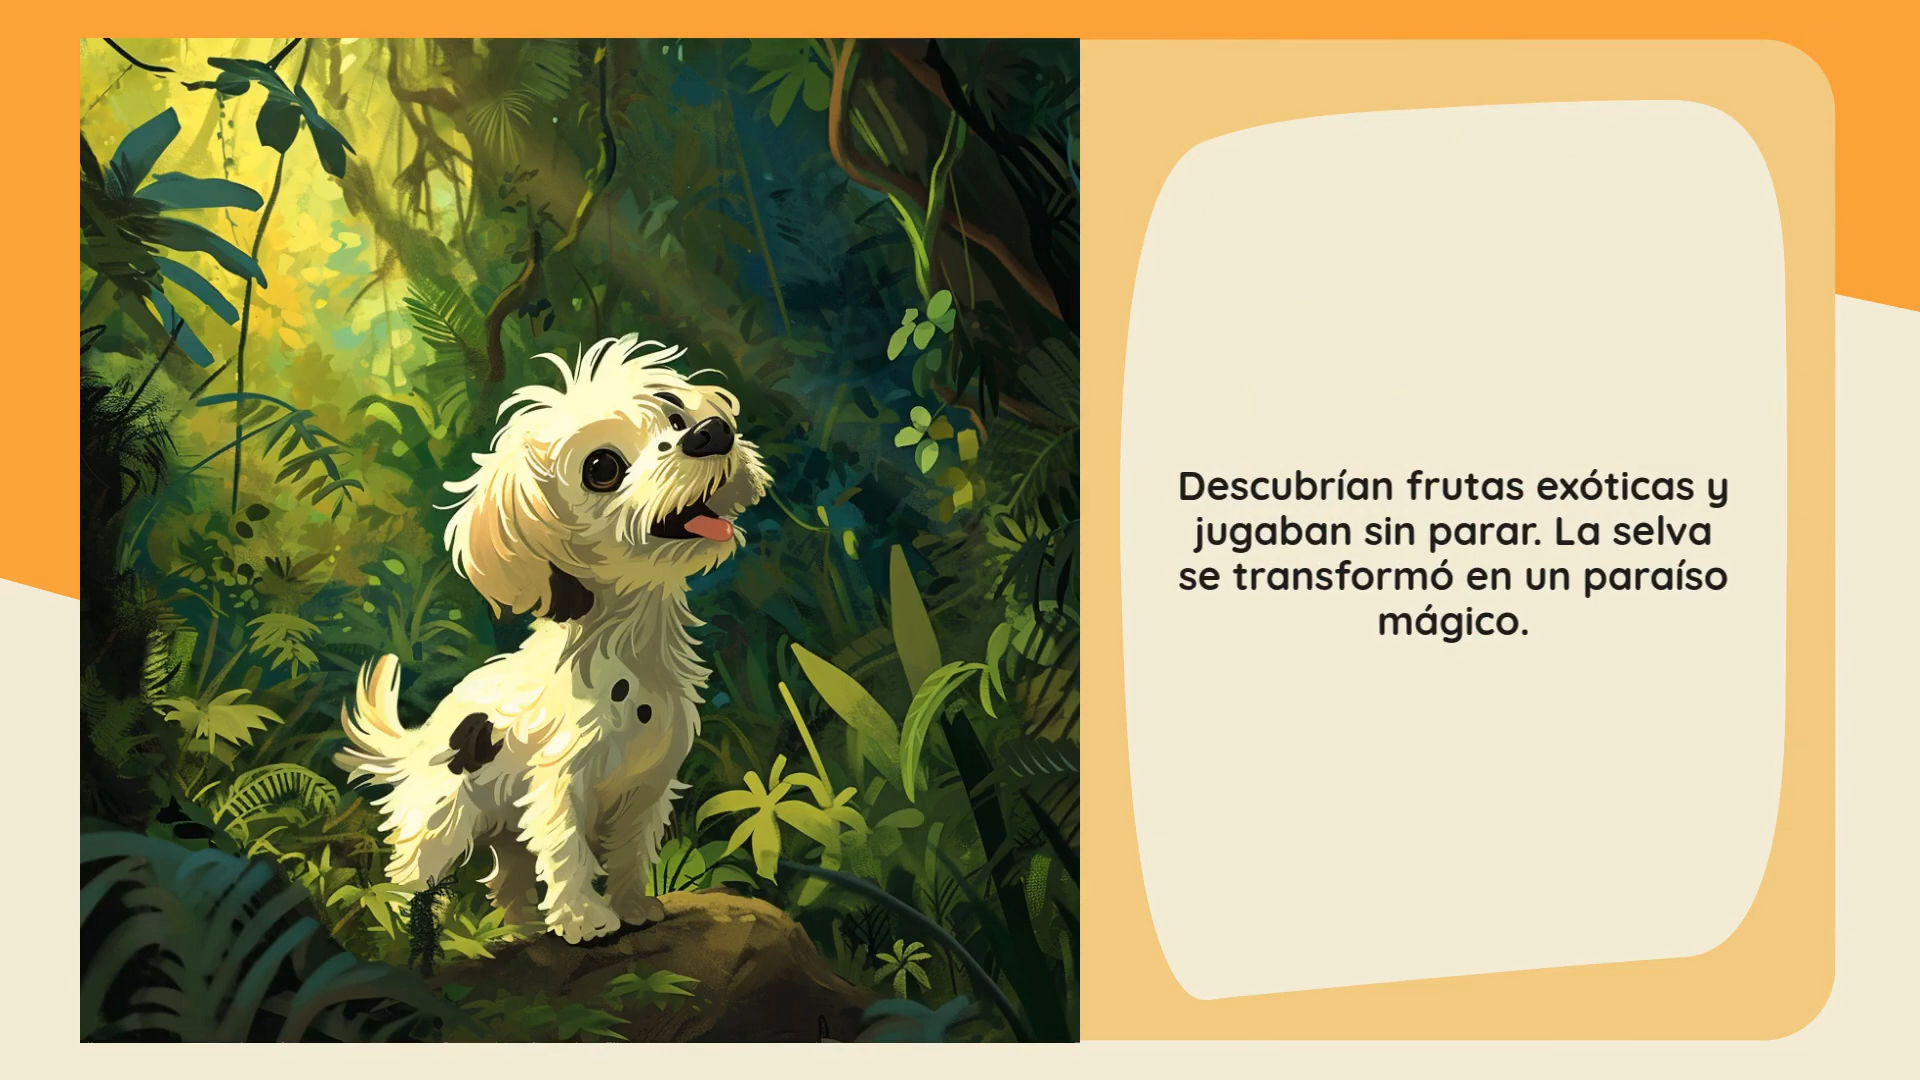 Descubrían frutas exóticas y
jugaban sin parar. La selva
se transformó en un paraíso
mágico.